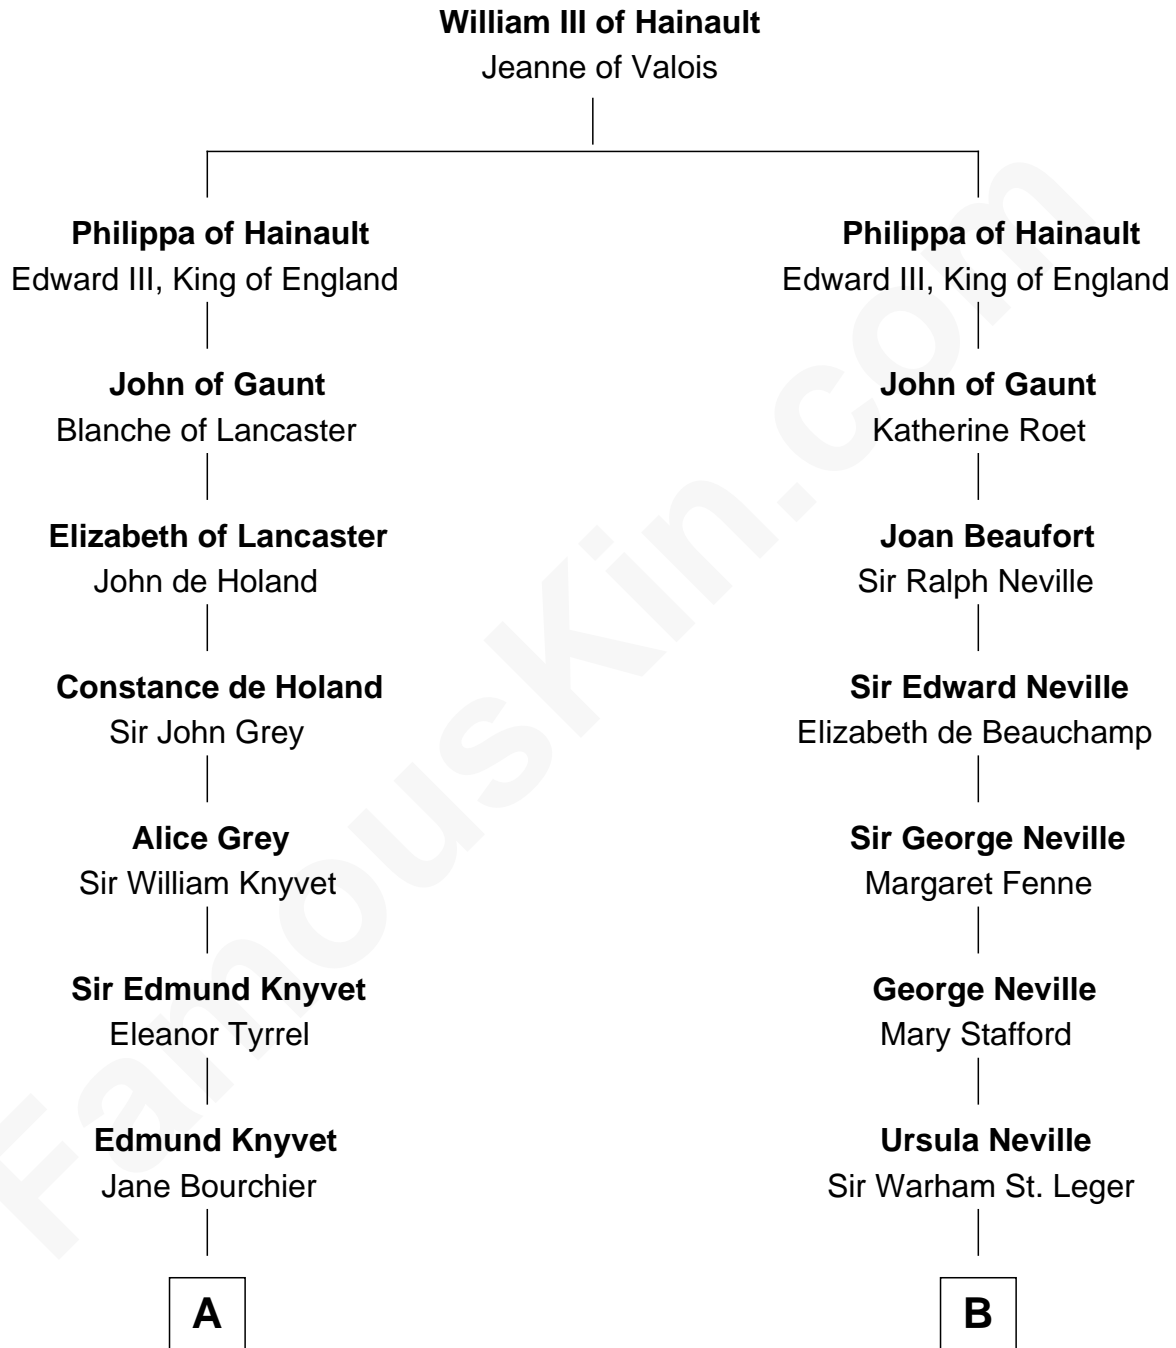 William III of Hainault
Jeanne of Valois
Philippa of Hainault
Edward III, King of England
John of Gaunt
Blanche of Lancaster
Elizabeth of Lancaster
John de Holand
Constance de Holand
Sir John Grey
Alice Grey
Sir William Knyvet
Sir Edmund Knyvet
Eleanor Tyrrel
Edmund Knyvet
Jane Bourchier
A
Philippa of Hainault
Edward III, King of England
John of Gaunt
Katherine Roet
Joan Beaufort
Sir Ralph Neville
Sir Edward Neville
Elizabeth de Beauchamp
Sir George Neville
Margaret Fenne
George Neville
Mary Stafford
Ursula Neville
Sir Warham St. Leger
B
FamousKin.com